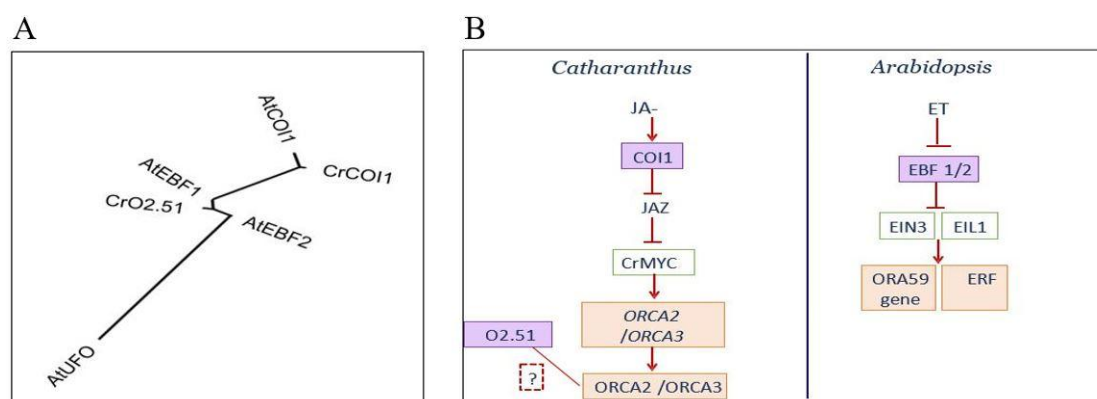 A
AtCOI1
CrCOI1
AtEBF1
CrO2.51
AtEBF2
AtUFO
B
Catharanthus
JA-
COI1
JAZ
CrMYC
ORCA2
/ORCA3
O2.51
?
ORCA2 /ORCA3
Arabidopsis
ET
EBF 1/2
EIN3
EIL1
ORA59
gene
ERF